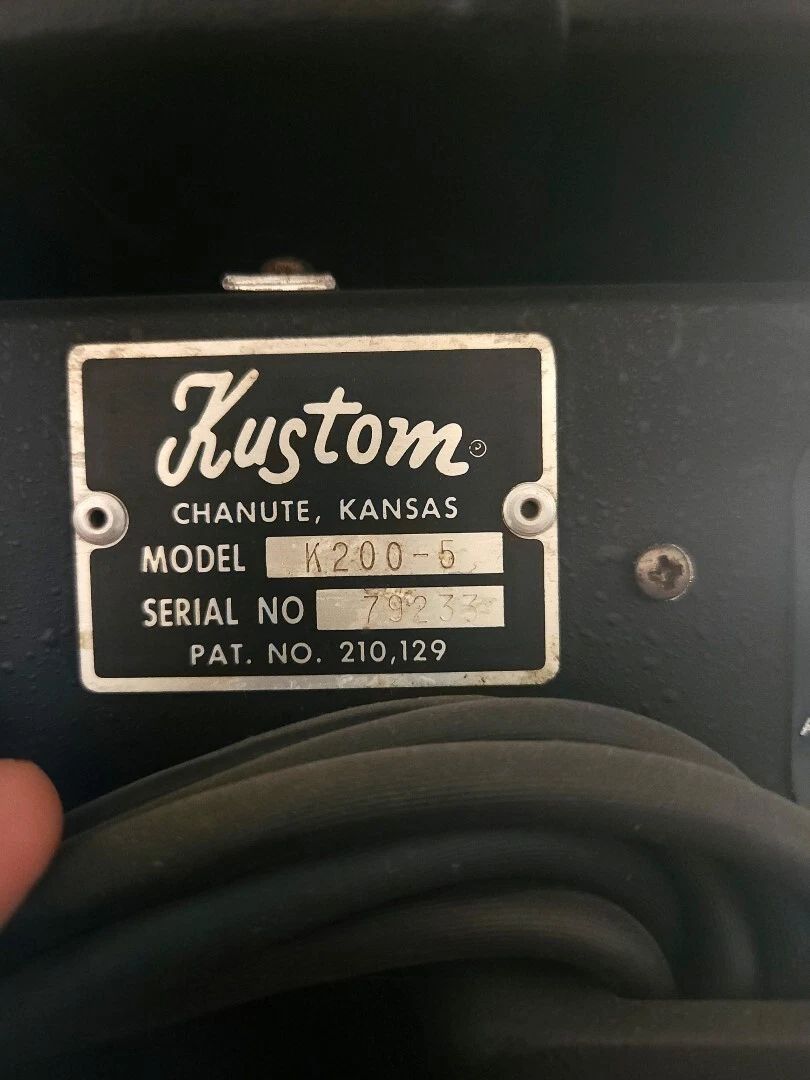 Kustom®
CHANUTE, KANSAS
MODEL K200-5
SERIAL NO 79233
PAT. NO. 210,129